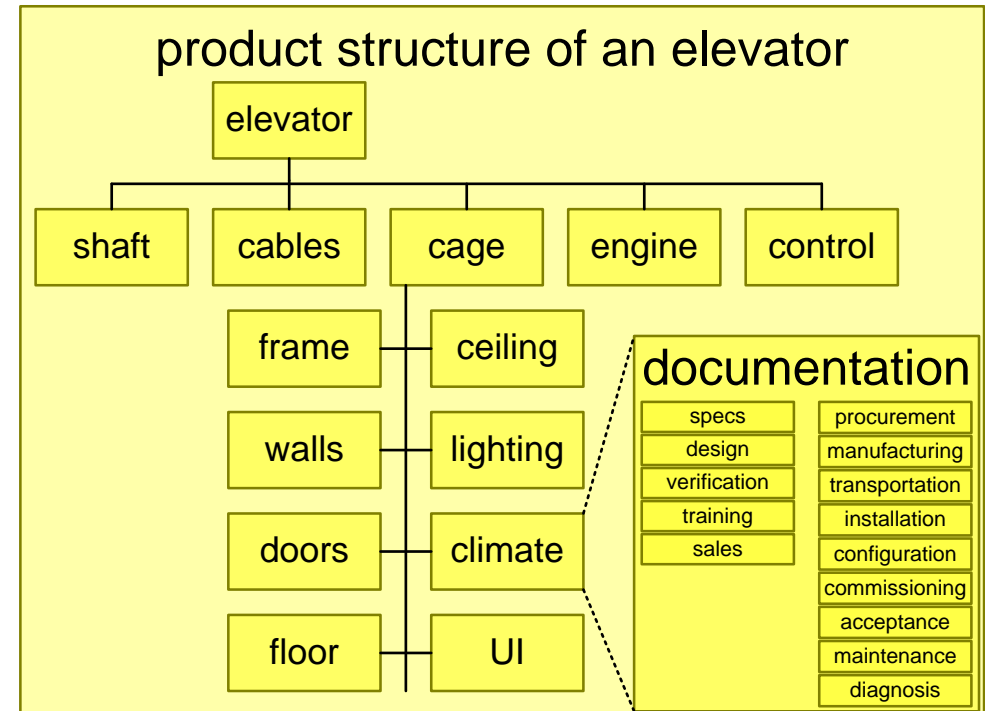 product structure of an elevator
elevator
shaft
cables
cage
engine
control
frame
ceiling
walls
lighting
doors
climate
floor
UI
documentation
specs
design
verification
training
sales
procurement
manufacturing
transportation
installation
configuration
commissioning
acceptance
maintenance
diagnosis